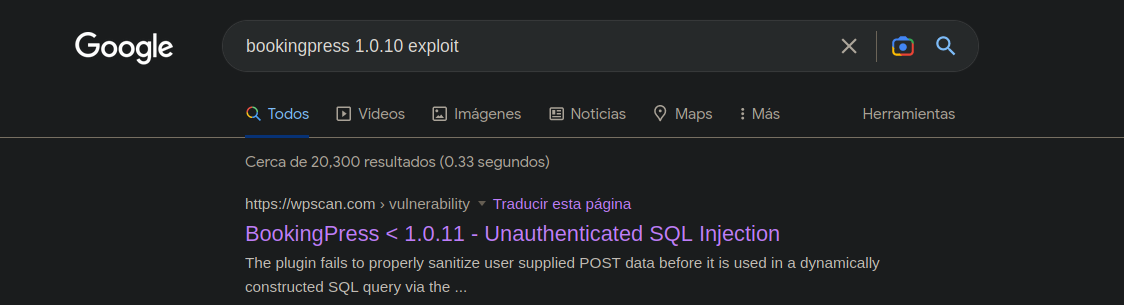 Google
bookingpress 1.0.10 exploit
Todos Videos Imágenes Noticias Maps Más Herramientas
Cerca de 20,300 resultados (0.33 segundos)
https://wpscan.com › vulnerability Traducir esta página
BookingPress < 1.0.11 - Unauthenticated SQL Injection
The plugin fails to properly sanitize user supplied POST data before it is used in a dynamically
constructed SQL query via the ...